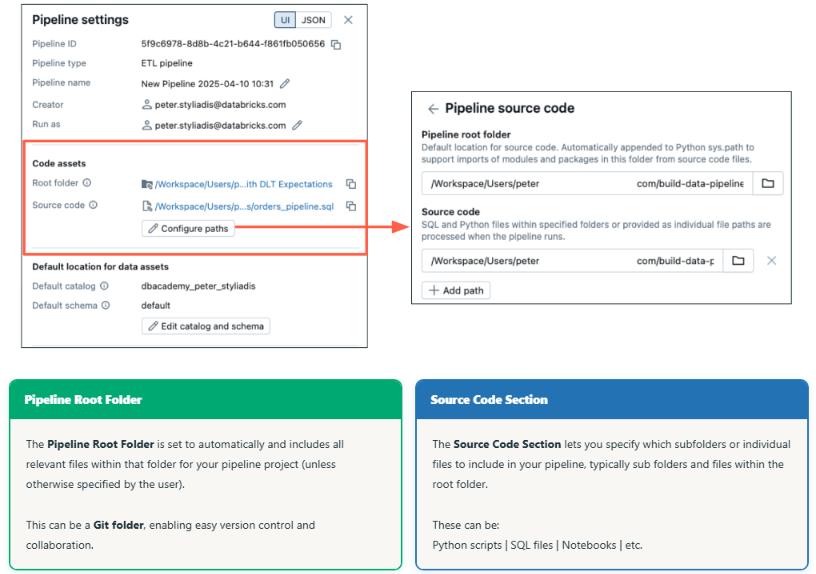 Pipeline settings
UI JSON
Pipeline ID 5f9c6978-8d8b-4c21-b644-f861fb050656
Pipeline type ETL pipeline
Pipeline name New Pipeline 2025-04-10 10:31
Creator peter.styliadis@databricks.com
Run as peter.styliadis@databricks.com
Code assets
Root folder /Workspace/Users/p...ith DLT Expectations
Source code /Workspace/Users/p...s/orders_pipeline.sql
Configure paths
Default location for data assets
Default catalog dbacademy_peter_styliadis
Default schema default
Edit catalog and schema
Pipeline source code
Pipeline root folder
Default location for source code. Automatically appended to Python sys.path to
support imports of modules and packages in this folder from source code files.
/Workspace/Users/peter com/build-data-pipeline
Source code
SQL and Python files within specified folders or provided as individual file paths are
processed when the pipeline runs.
/Workspace/Users/peter com/build-data-p
Add path
Pipeline Root Folder
The Pipeline Root Folder is set to automatically and includes all
relevant files within that folder for your pipeline project (unless
otherwise specified by the user).
This can be a Git folder, enabling easy version control and
collaboration.
Source Code Section
The Source Code Section lets you specify which subfolders or individual
files to include in your pipeline, typically sub folders and files within the
root folder.
These can be:
Python scripts | SQL files | Notebooks | etc.